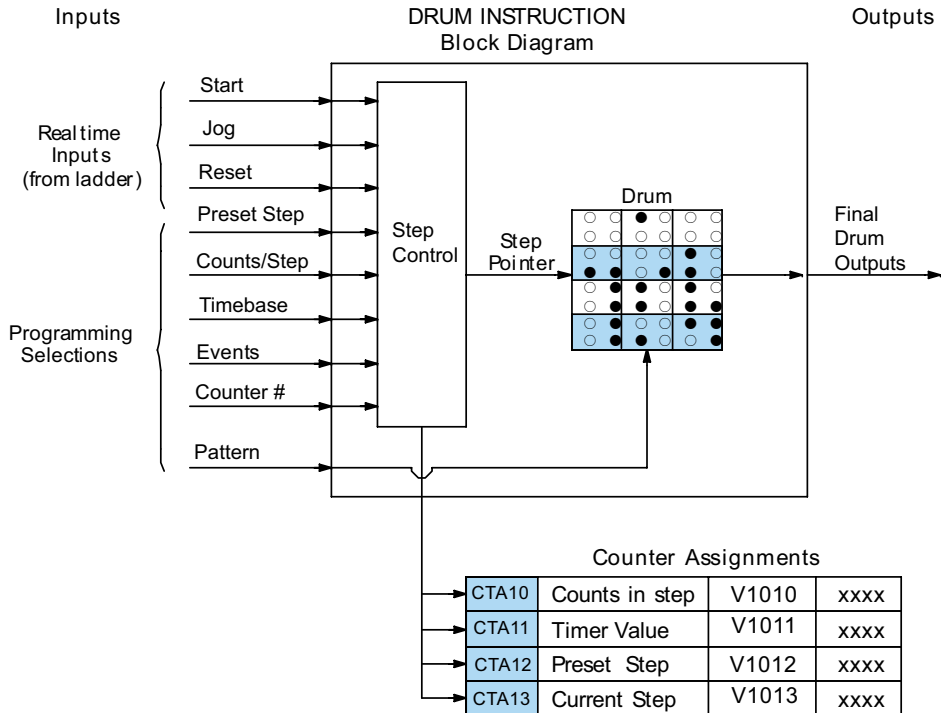 Inputs
DRUM INSTRUCTION
Block Diagram
Outputs
Realtime
Inputs
(from ladder)
Start
Jog
Reset
Programming
Selections
Preset Step
Counts/Step
Timebase
Events
Counter #
Pattern
Step
Control
Step
Pointer
Drum
Final
Drum
Outputs
Counter Assignments
CTA10 Counts in step V1010 xxxx
CTA11 Timer Value V1011 xxxx
CTA12 Preset Step V1012 xxxx
CTA13 Current Step V1013 xxxx